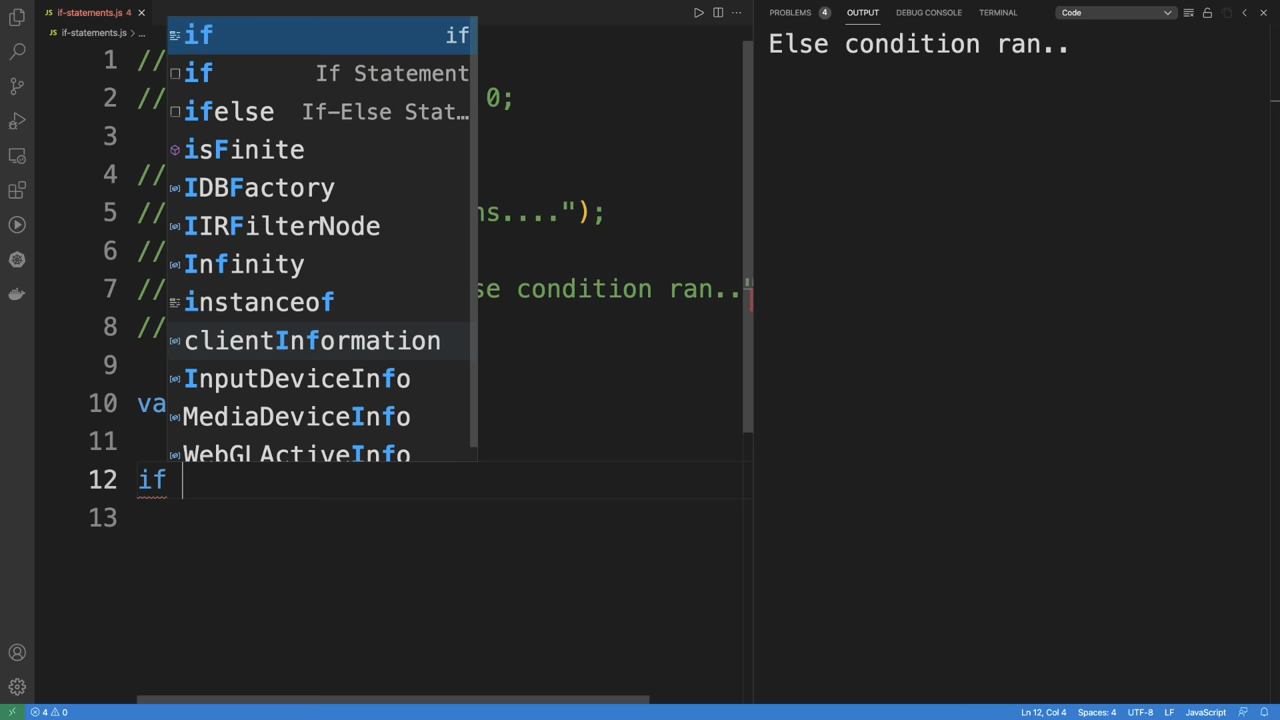 JS if-statements.js 4
JS if-statements.js > ...
PROBLEMS 4 OUTPUT DEBUG CONSOLE TERMINAL Code
Else condition ran..
if if
if If Statement
ifelse If-Else Stat...
isFinite
IDBFactory
IIRFilterNode
Infinity
instanceof
clientInformation
InputDeviceInfo
MediaDeviceInfo
WebGLActiveInfo
1 //
2 // 0;
3
4 //
5 // ns....");
6 //
7 // se condition ran.."
8 //
9
10 va
11
12 if
13
4 0 Ln 12, Col 4 Spaces: 4 UTF-8 LF JavaScript